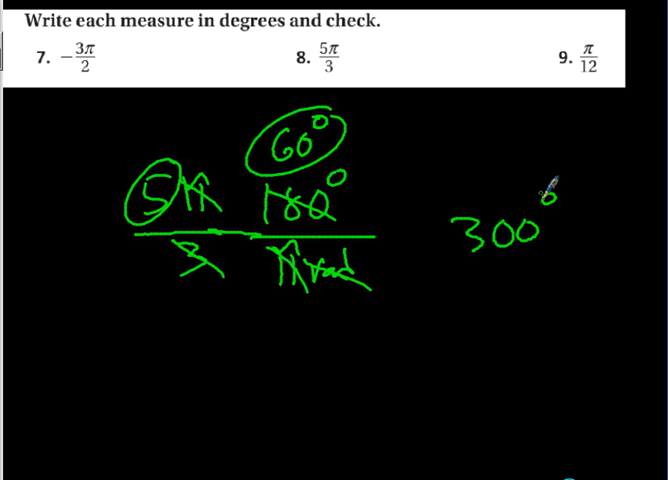 Write each measure in degrees and check.
7. -3π/2 8. 5π/3 9. π/12
60°
5π 180° 300°
3 π rad